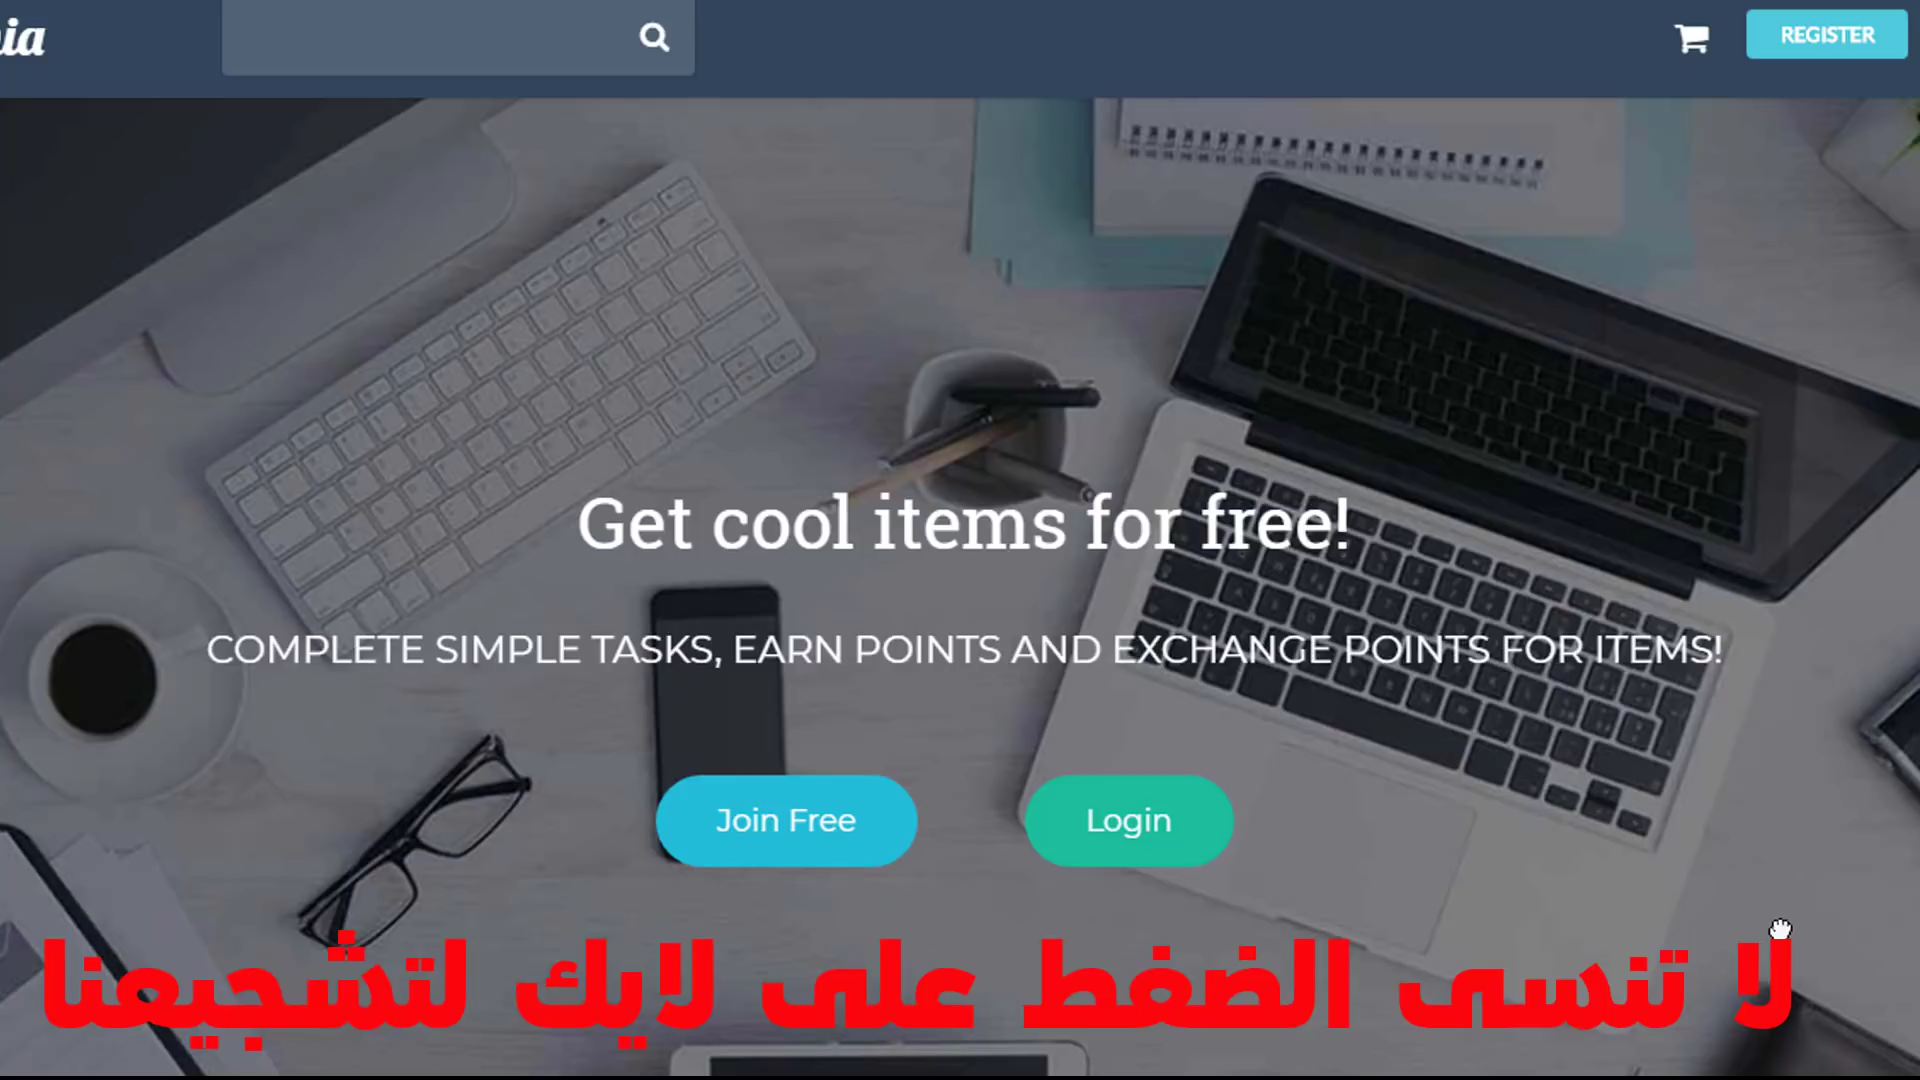 REGISTER
Get cool items for free!
COMPLETE SIMPLE TASKS, EARN POINTS AND EXCHANGE POINTS FOR ITEMS!
Join Free
Login
لا تنسى الضغط على لايك لتشجيعنا